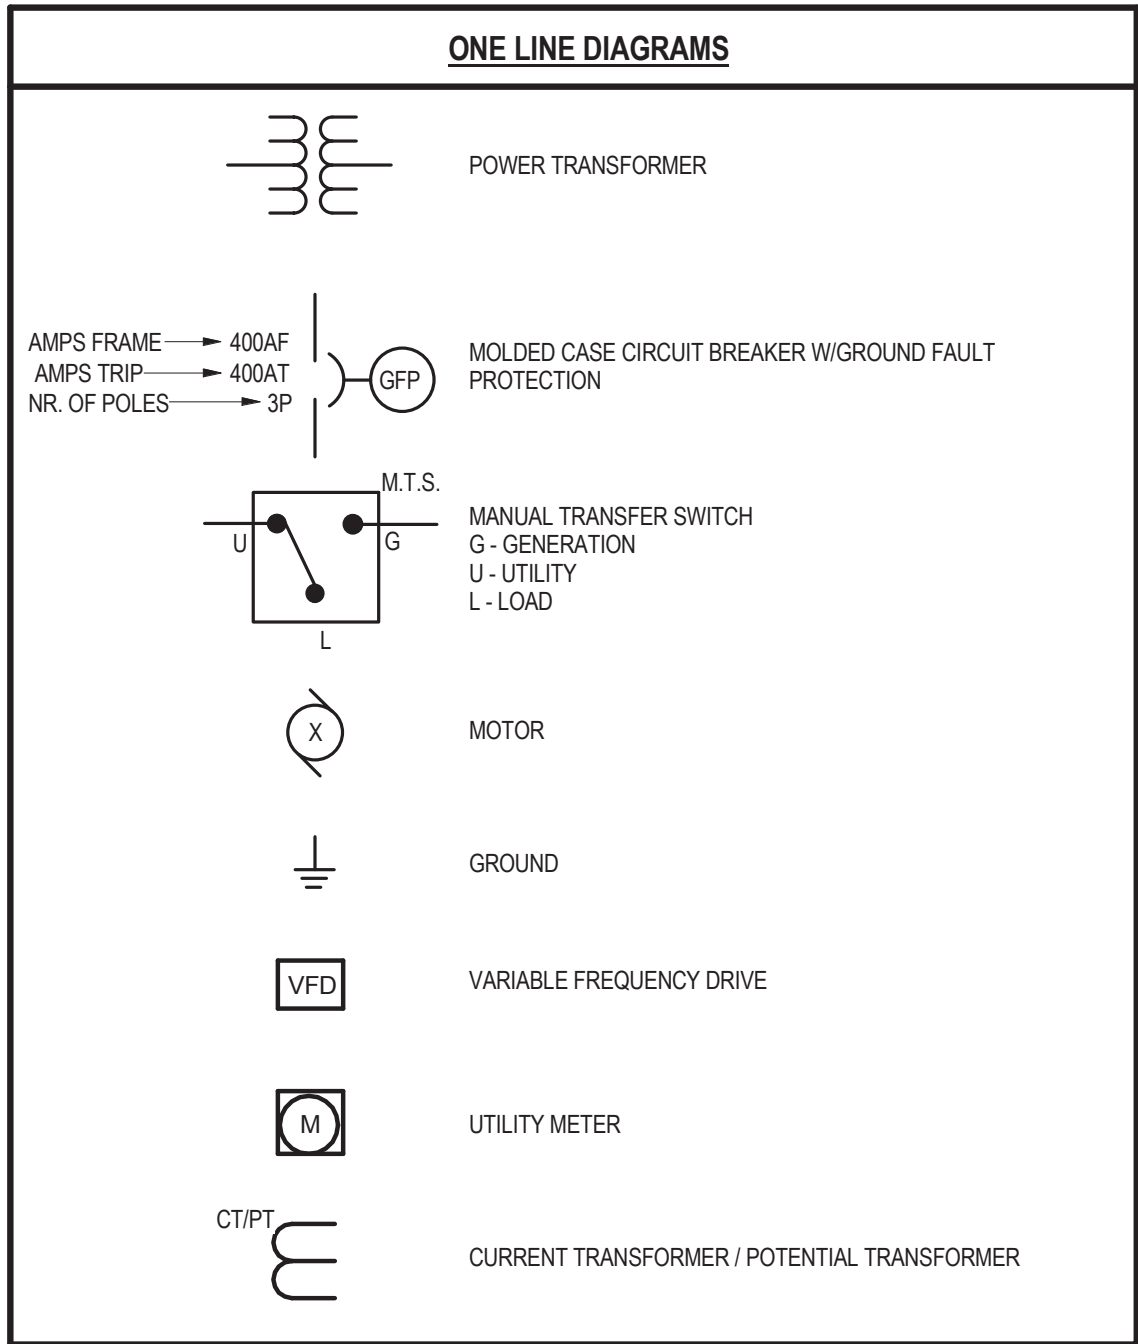 ONE LINE DIAGRAMS
POWER TRANSFORMER
AMPS FRAME 400AF
AMPS TRIP 400AT
NR. OF POLES 3P
GFP
MOLDED CASE CIRCUIT BREAKER W/GROUND FAULT
PROTECTION
M.T.S.
U
G
L
MANUAL TRANSFER SWITCH
G - GENERATION
U - UTILITY
L - LOAD
X
MOTOR
GROUND
VFD
VARIABLE FREQUENCY DRIVE
M
UTILITY METER
CT/PT
CURRENT TRANSFORMER / POTENTIAL TRANSFORMER